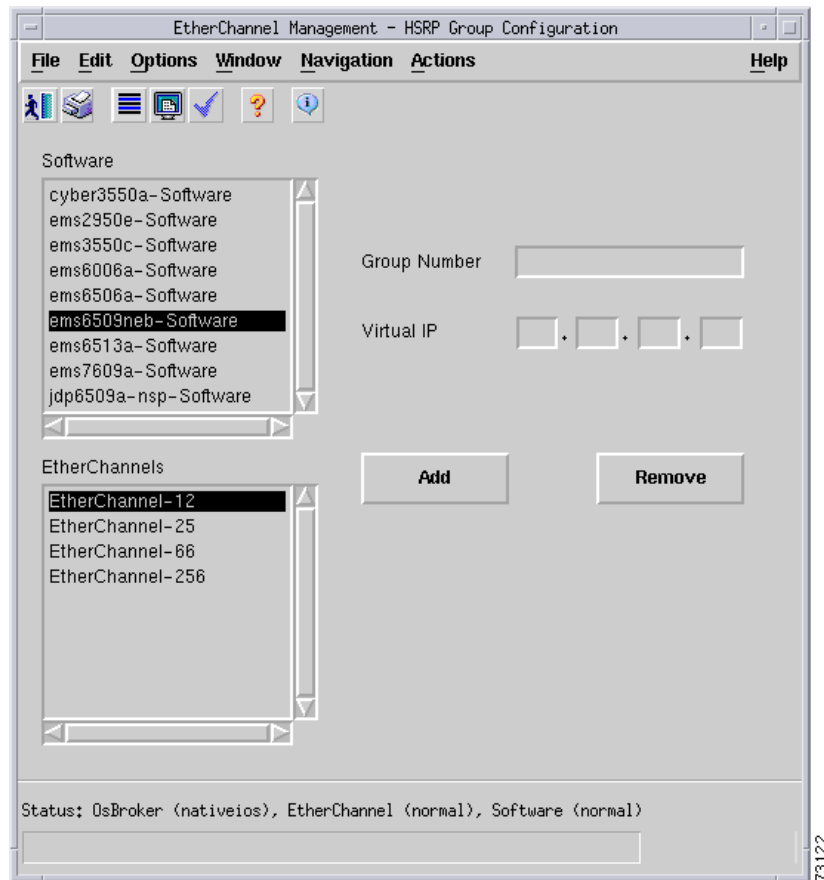 EtherChannel Management - HSRP Group Configuration
File Edit Options Window Navigation Actions Help
Software
cyber3550a-Software
ems2950e-Software
ems3550c-Software
ems6006a-Software
ems6506a-Software
ems6509neb-Software
ems6513a-Software
ems7609a-Software
jdp6509a-nsp-Software
Group Number
Virtual IP . . .
EtherChannels
EtherChannel-12
EtherChannel-25
EtherChannel-66
EtherChannel-256
Add Remove
Status: OsBroker (nativeios), EtherChannel (normal), Software (normal)
73122